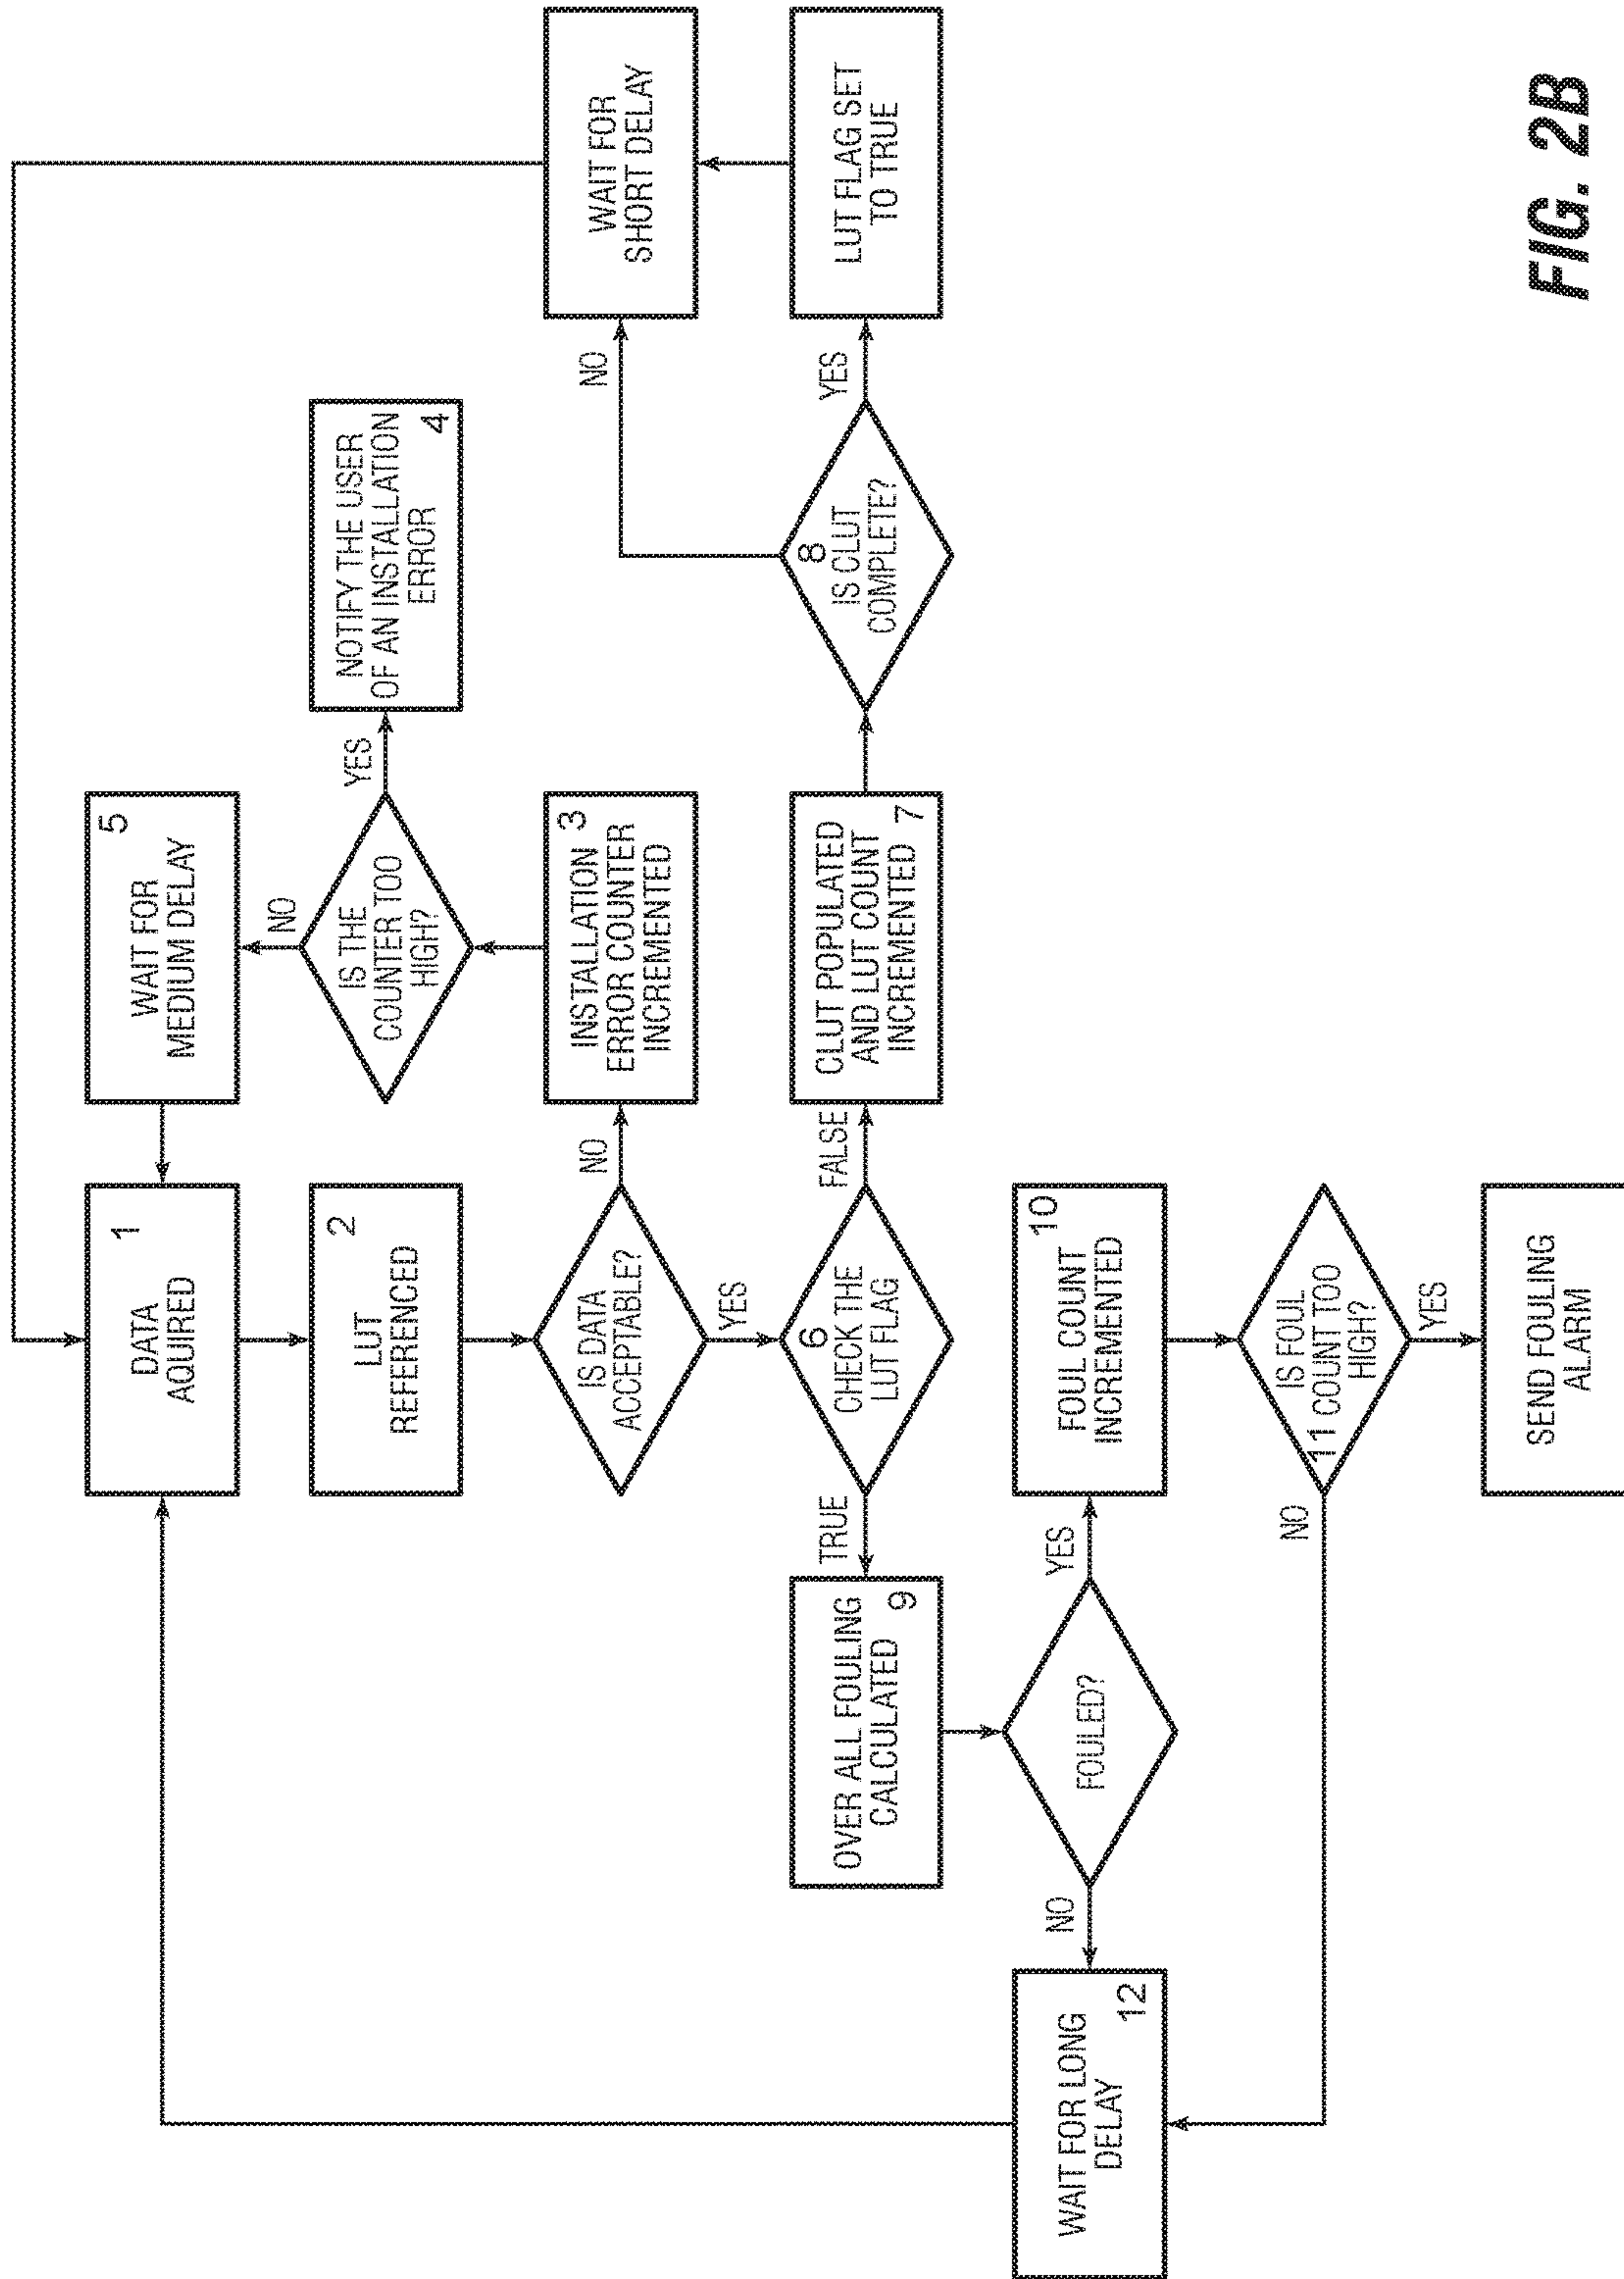 DATA
AQUIRED
1
LUT
REFERENCED
2
IS DATA
ACCEPTABLE?
NO
YES
INSTALLATION
ERROR COUNTER
INCREMENTED
3
IS THE
COUNTER TOO
HIGH?
YES
NOTIFY THE USER
OF AN INSTALLATION
ERROR
4
NO
WAIT FOR
MEDIUM DELAY
5
6
CHECK THE
LUT FLAG
FALSE
CLUT POPULATED
AND LUT COUNT
INCREMENTED
7
8
IS CLUT
COMPLETE?
NO
YES
WAIT FOR
SHORT DELAY
LUT FLAG SET
TO TRUE
TRUE
OVER ALL FOULING
CALCULATED
9
FOULED?
YES
NO
FOUL COUNT
INCREMENTED
10
IS FOUL
11 COUNT TOO
HIGH?
NO
YES
SEND FOULING
ALARM
WAIT FOR LONG
DELAY
12
FIG. 2B